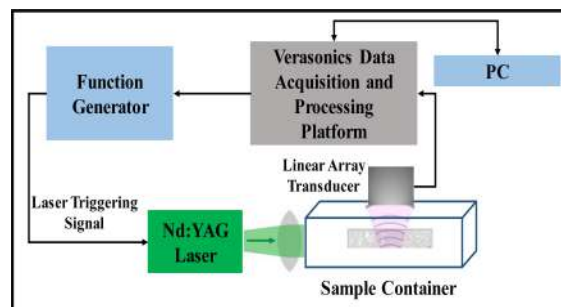 Function
Generator
Verasonics Data
Acquisition and
Processing
Platform
PC
Linear Array
Transducer
Laser Triggering
Signal
Nd:YAG
Laser
Sample Container